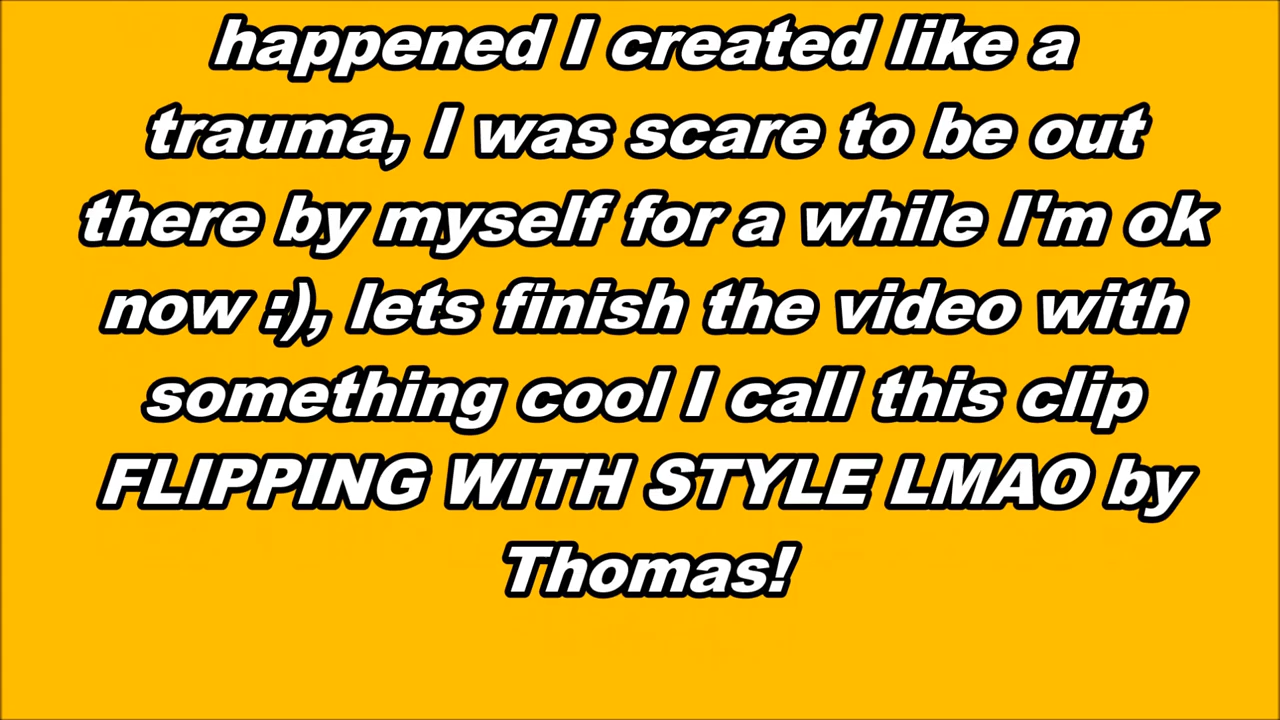 happened I created like a
trauma, I was scare to be out
there by myself for a while I'm ok
now :), lets finish the video with
something cool I call this clip
FLIPPING WITH STYLE LMAO by
Thomas!